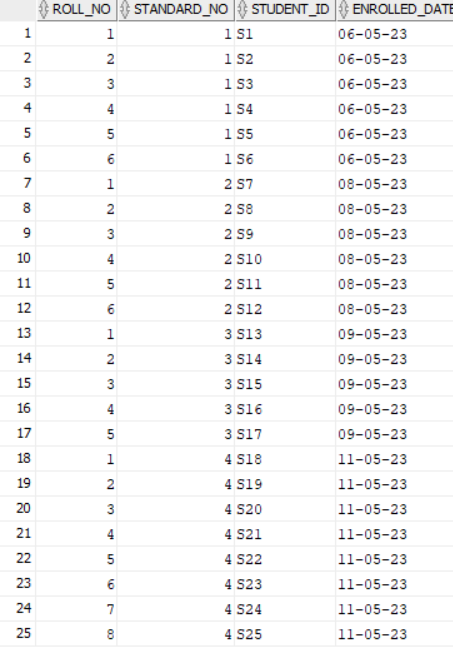 ROLL_NO STANDARD_NO STUDENT_ID ENROLLED_DATE
1 1 1 S1 06-05-23
2 2 1 S2 06-05-23
3 3 1 S3 06-05-23
4 4 1 S4 06-05-23
5 5 1 S5 06-05-23
6 6 1 S6 06-05-23
7 1 2 S7 08-05-23
8 2 2 S8 08-05-23
9 3 2 S9 08-05-23
10 4 2 S10 08-05-23
11 5 2 S11 08-05-23
12 6 2 S12 08-05-23
13 1 3 S13 09-05-23
14 2 3 S14 09-05-23
15 3 3 S15 09-05-23
16 4 3 S16 09-05-23
17 5 3 S17 09-05-23
18 1 4 S18 11-05-23
19 2 4 S19 11-05-23
20 3 4 S20 11-05-23
21 4 4 S21 11-05-23
22 5 4 S22 11-05-23
23 6 4 S23 11-05-23
24 7 4 S24 11-05-23
25 8 4 S25 11-05-23